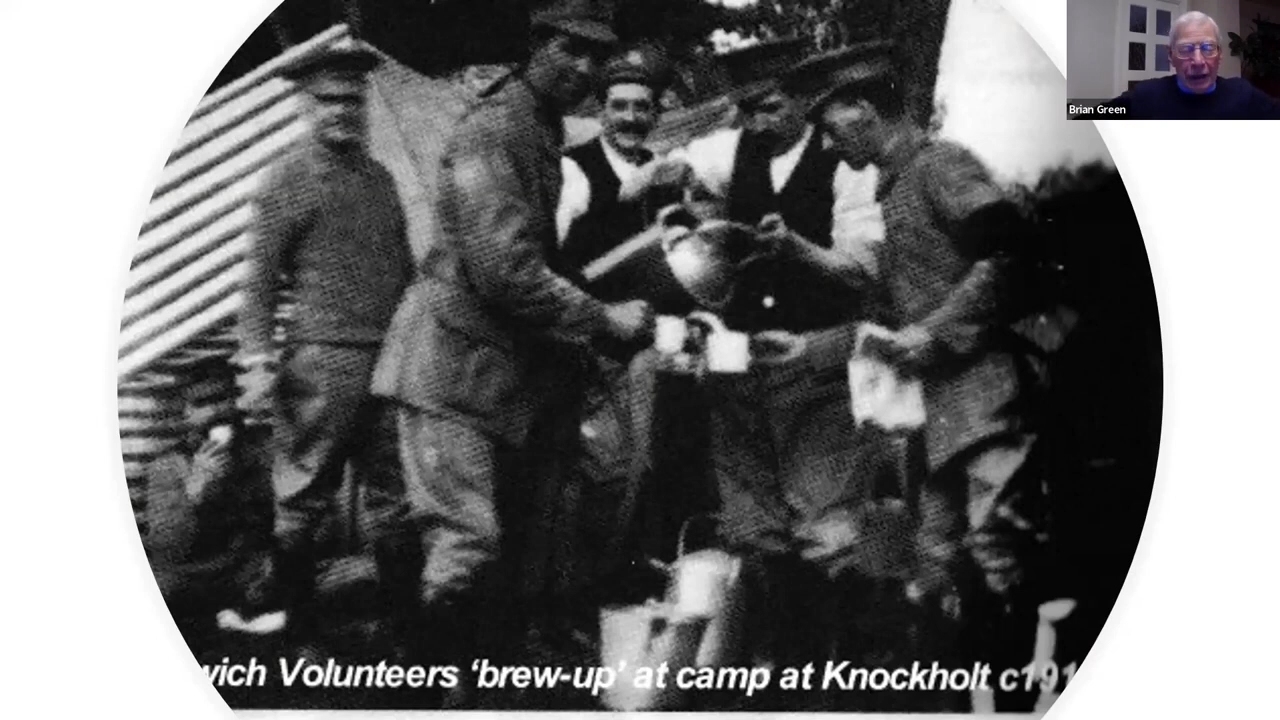 Brian Green
wich Volunteers ‘brew-up’ at camp at Knockholt c191